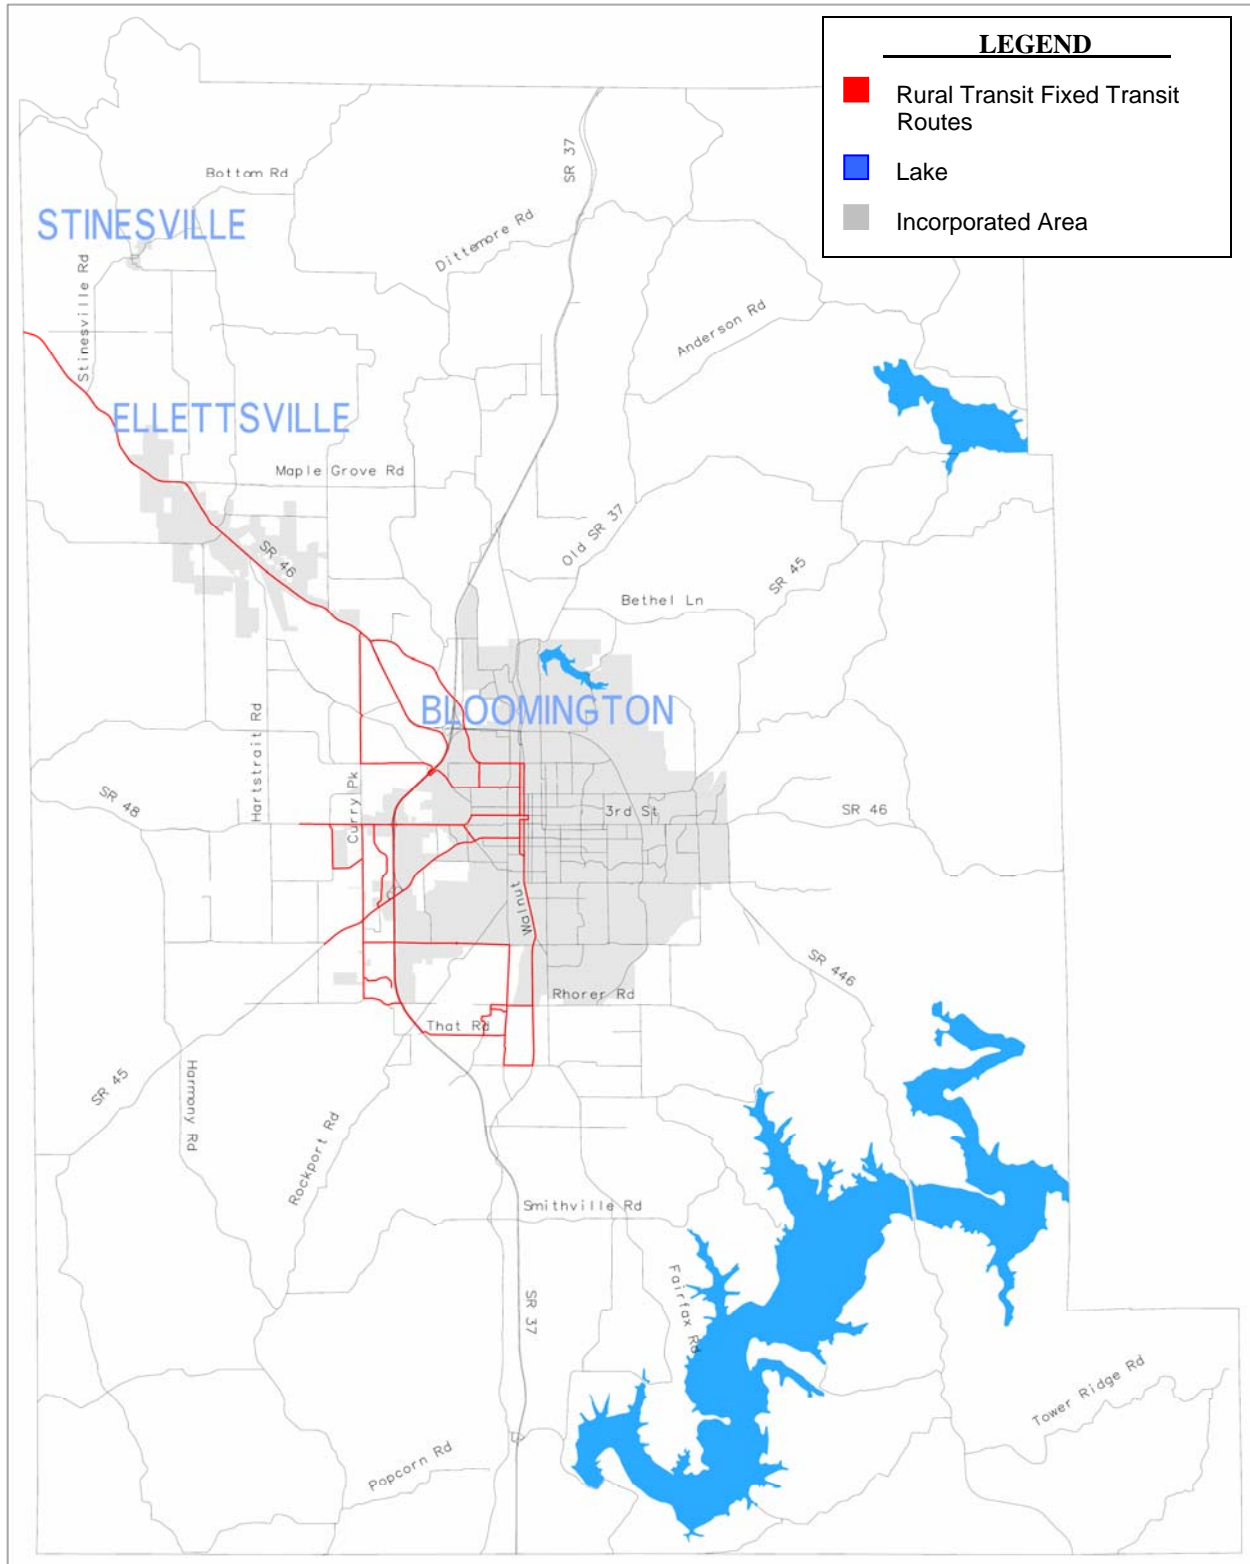 LEGEND
Rural Transit Fixed Transit
Routes
Lake
Incorporated Area
SR 37
Bottom Rd
STINESVILLE
Dittemore Rd
Stinesville Rd
Anderson Rd
ELLETTSVILLE
Maple Grove Rd
Old SR 37
SR 46
SR 45
Bethel Ln
BLOOMINGTON
Hartstrait Rd
Curry Pk
SR 48
3rd St
SR 46
Walnut
SR 446
Rhorer Rd
That Rd
SR 45
Harmony Rd
Rockport Rd
Smithville Rd
Fairfax Rd
SR 37
Tower Ridge Rd
Popcorn Rd